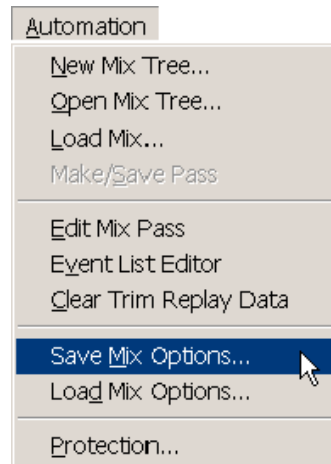 Automation
New Mix Tree...
Open Mix Tree...
Load Mix...
Make/Save Pass
Edit Mix Pass
Event List Editor
Clear Trim Replay Data
Save Mix Options...
Load Mix Options...
Protection...